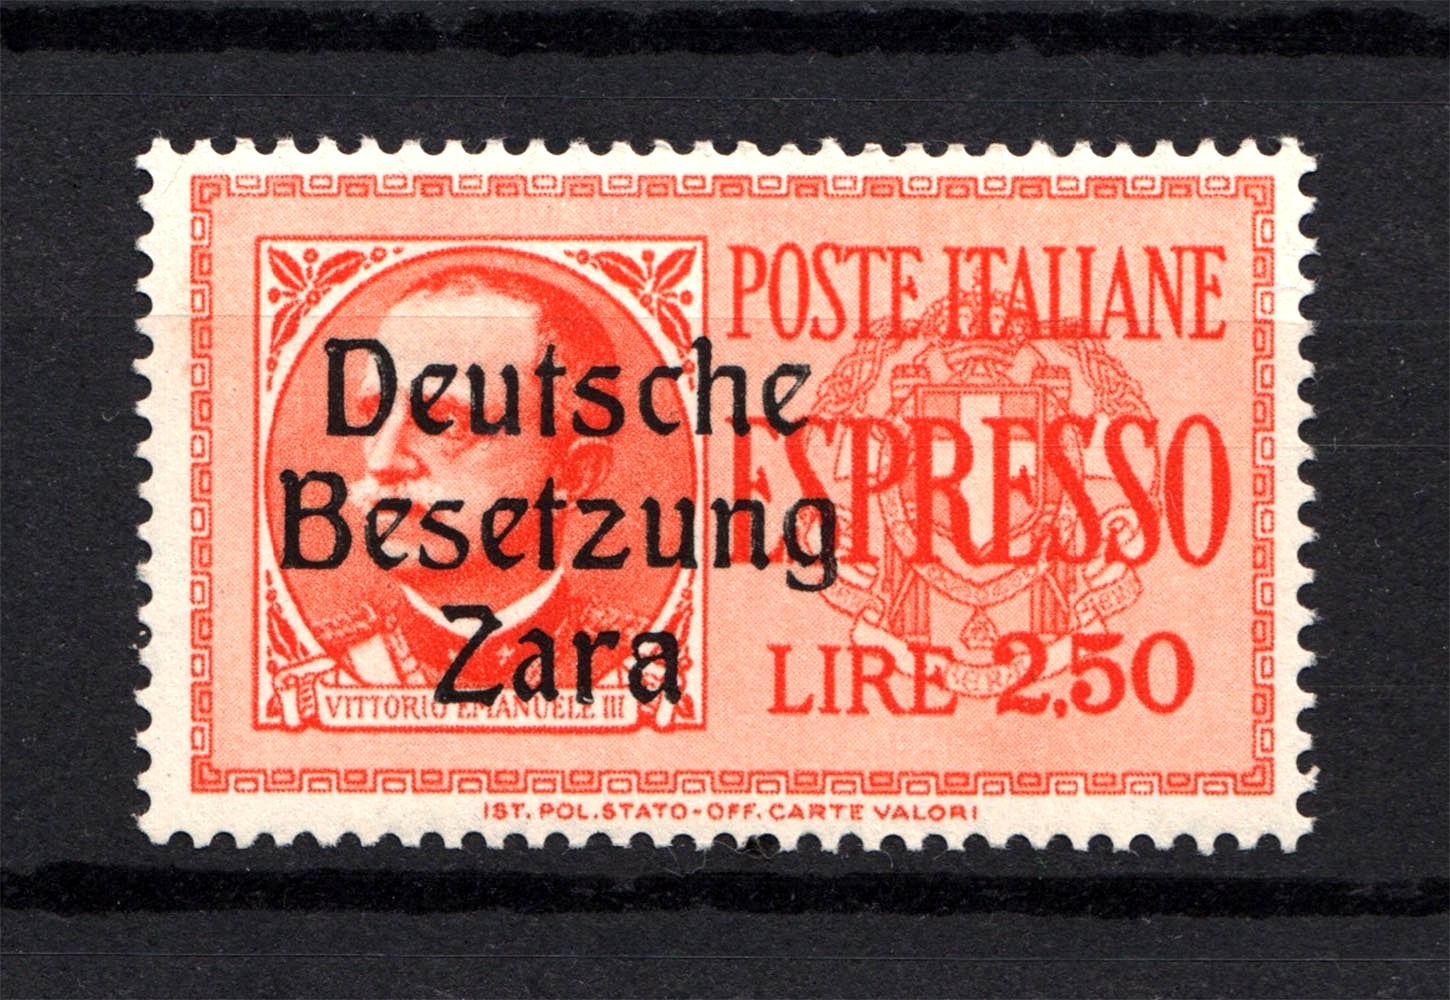 POSTE ITALIANE
Deutsche
ESPRESSO
Besetzung
Zara
LIRE 2,50
VITTORIO EMANUELE III
IST. POL. STATO-OFF. CARTE VALORI